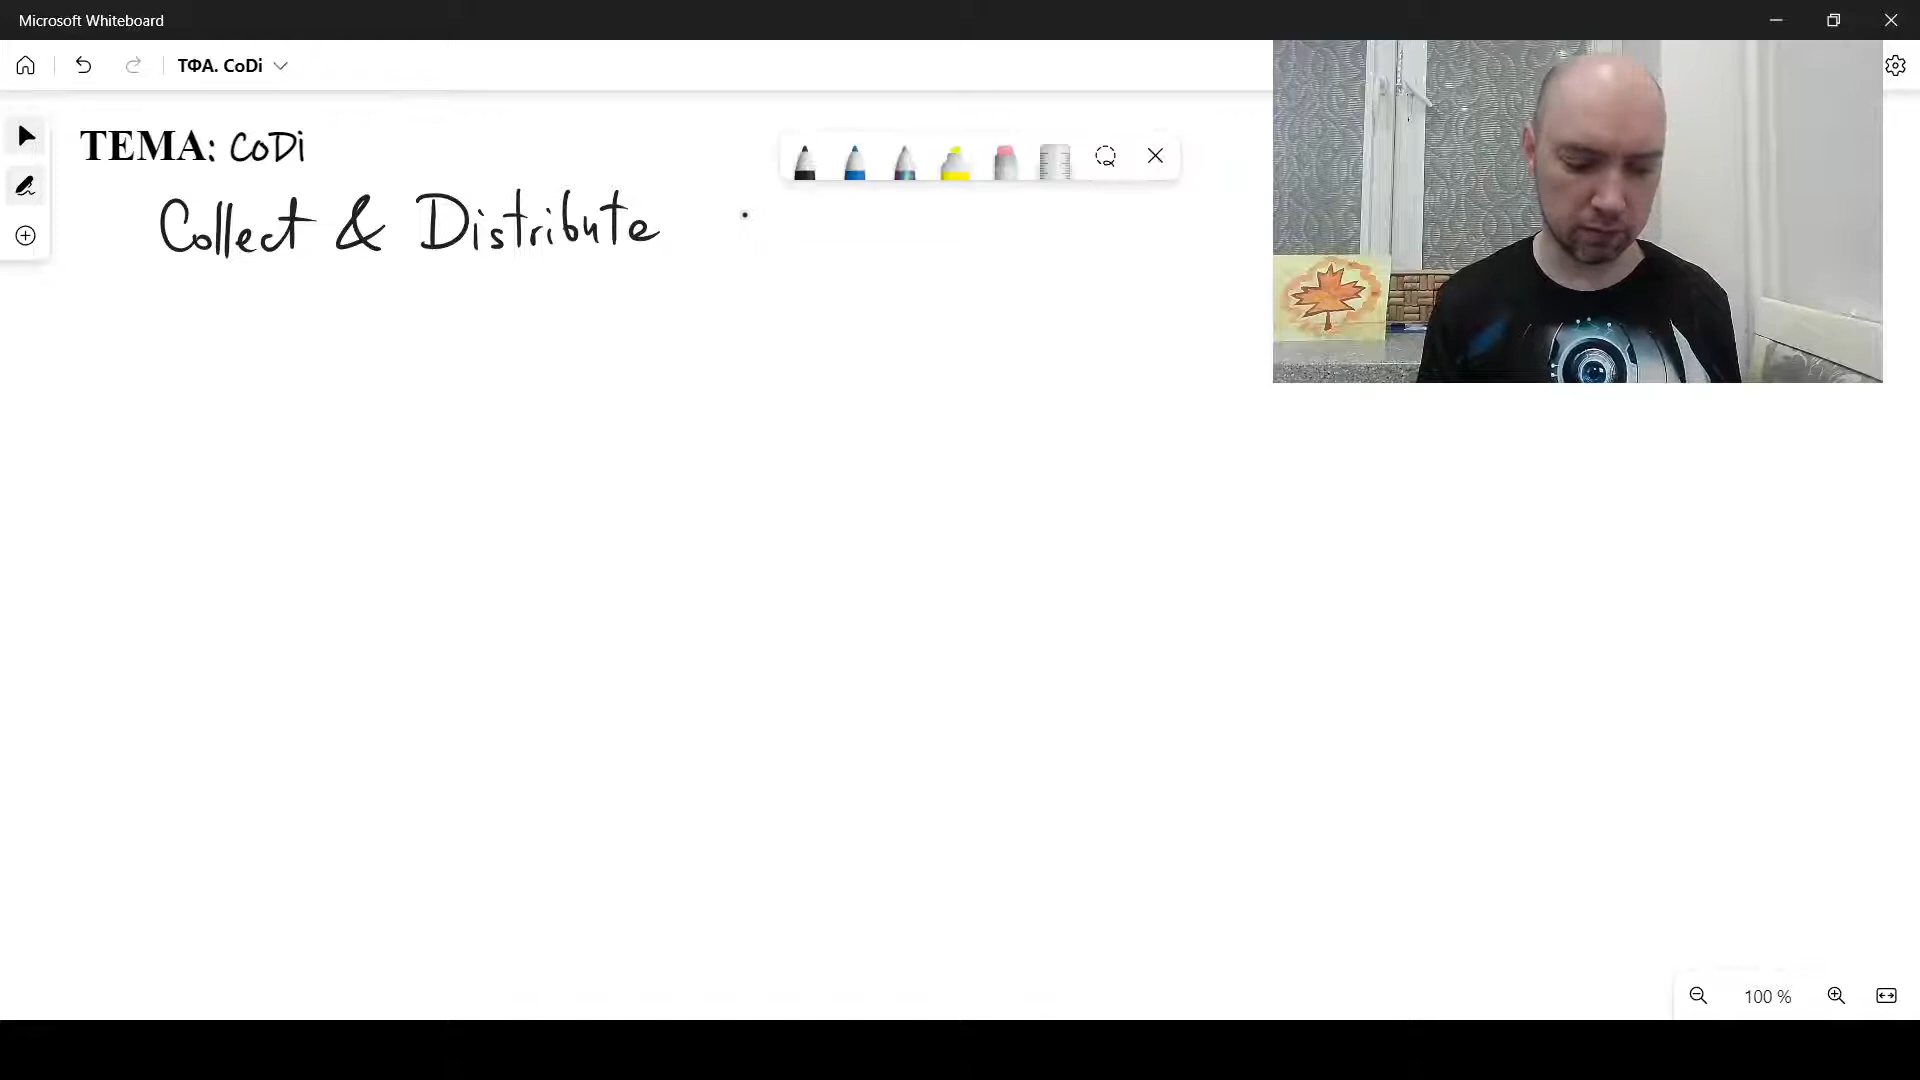 Microsoft Whiteboard
ТФА. CoDi
ТЕМА: CoDi
Collect & Distribute
100 %